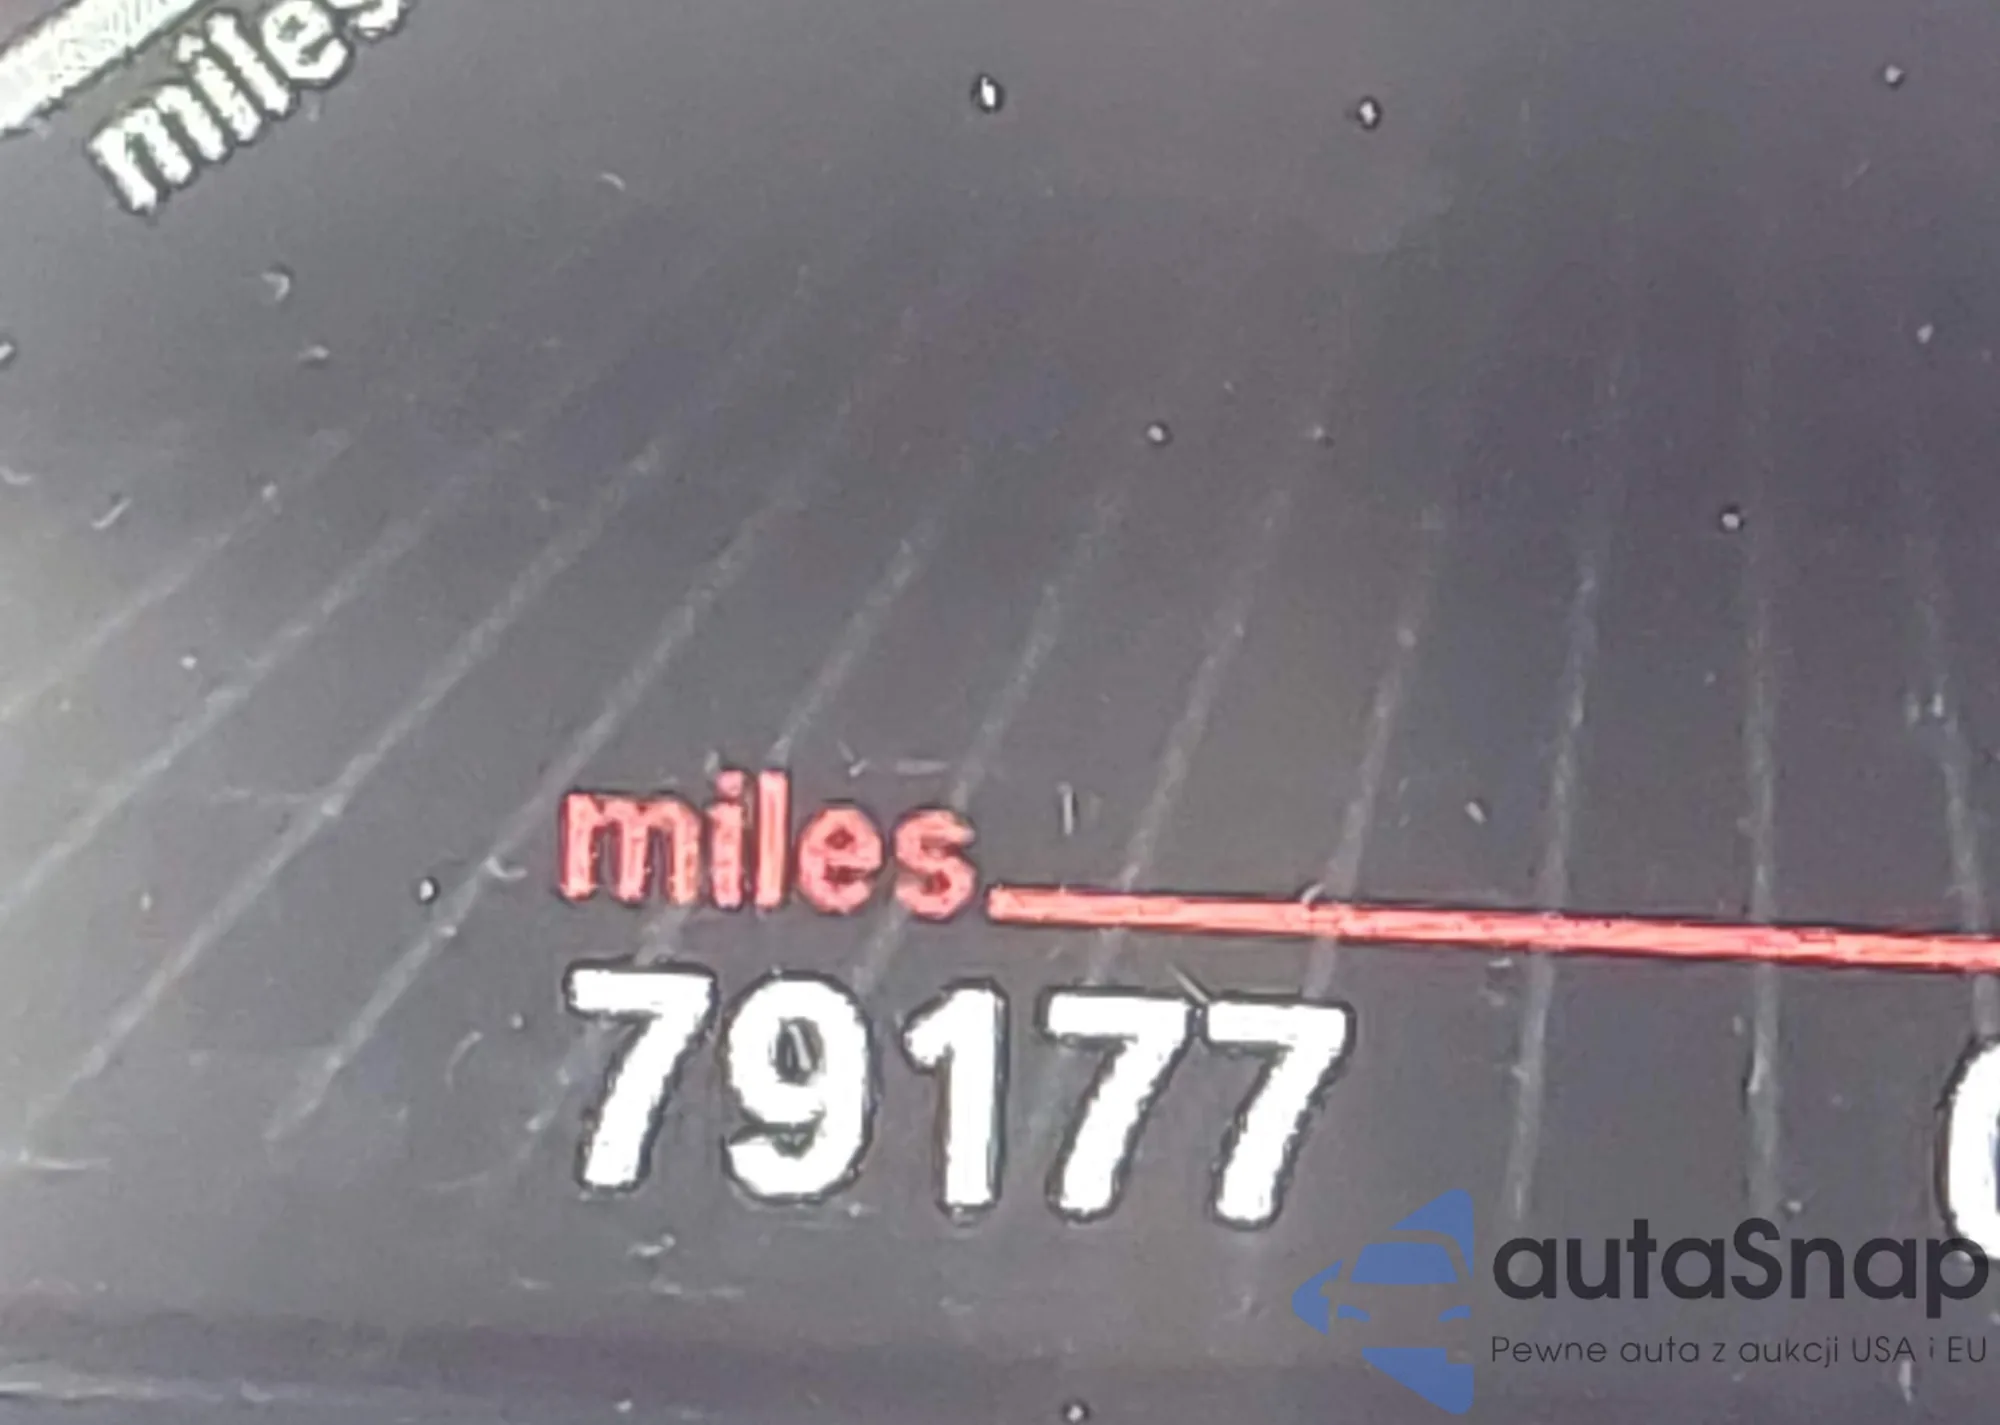 miles
miles
79177
autaSnap
Pewne auta z aukcji USA i EU